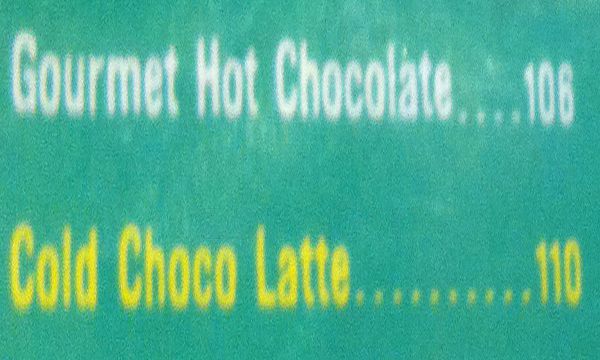 Gourmet Hot Chocolate....106
Cold Choco Latte..........110